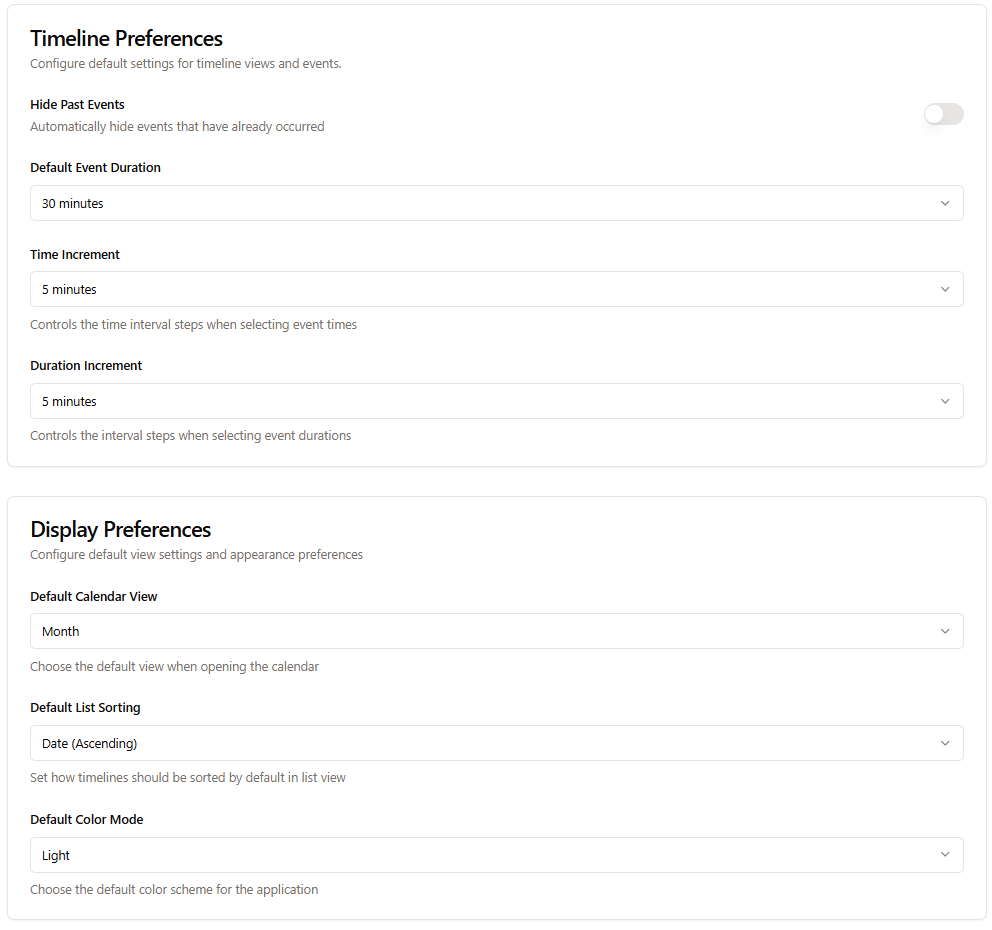 Timeline Preferences
Configure default settings for timeline views and events.
Hide Past Events
Automatically hide events that have already occurred
Default Event Duration
30 minutes
Time Increment
5 minutes
Controls the time interval steps when selecting event times
Duration Increment
5 minutes
Controls the interval steps when selecting event durations
Display Preferences
Configure default view settings and appearance preferences
Default Calendar View
Month
Choose the default view when opening the calendar
Default List Sorting
Date (Ascending)
Set how timelines should be sorted by default in list view
Default Color Mode
Light
Choose the default color scheme for the application